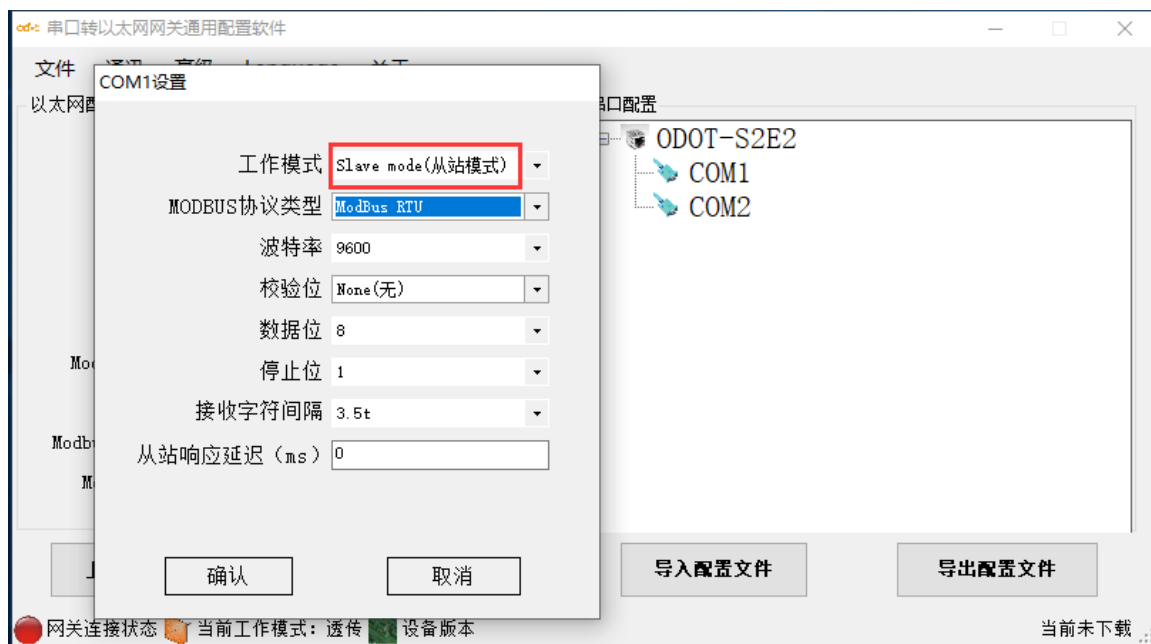 串口转以太网网关通用配置软件
文件
COM1设置
以太网配
串口配置
ODOT-S2E2
COM1
COM2
工作模式 Slave mode(从站模式)
MODBUS协议类型 ModBus RTU
波特率 9600
校验位 None(无)
数据位 8
停止位 1
接收字符间隔 3.5t
从站响应延迟（ms） 0
Mod
Modb
M
确认 取消
导入配置文件 导出配置文件
网关连接状态 当前工作模式：透传 设备版本 当前未下载